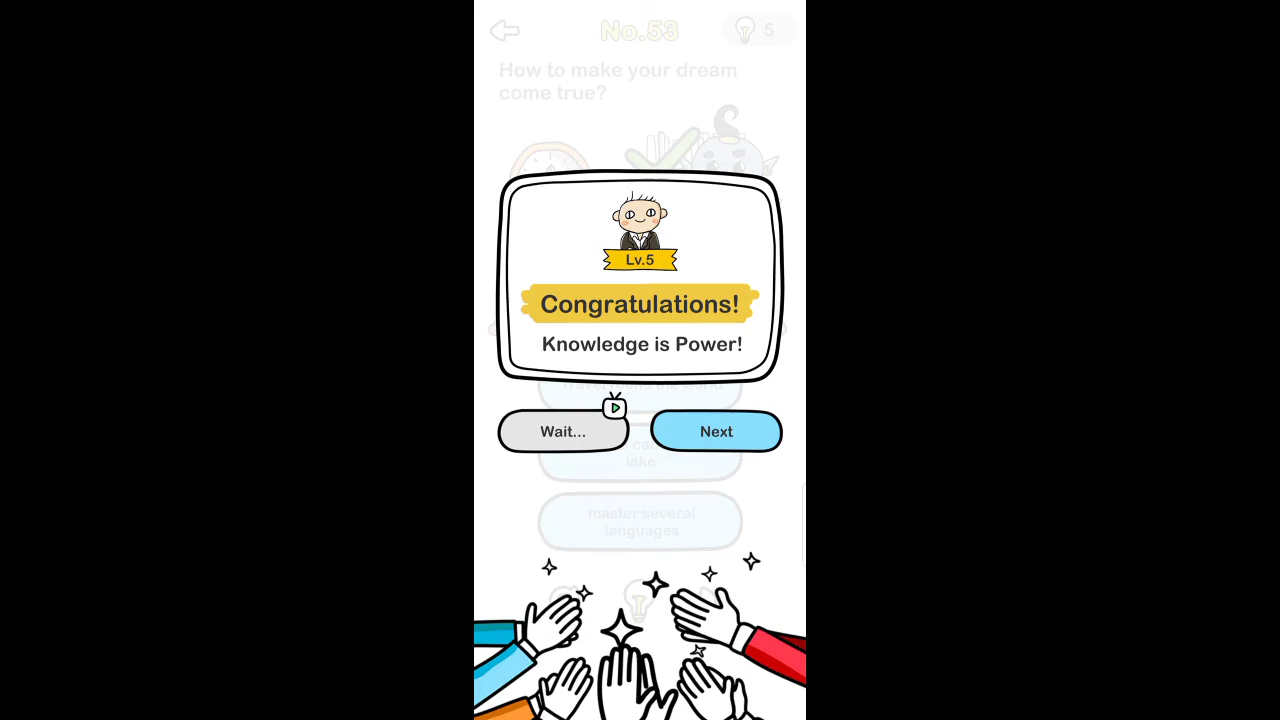 No.53
5
How to make your dream
come true?
Lv.5
Congratulations!
Knowledge is Power!
Wait...
Next
lake
master several
languages